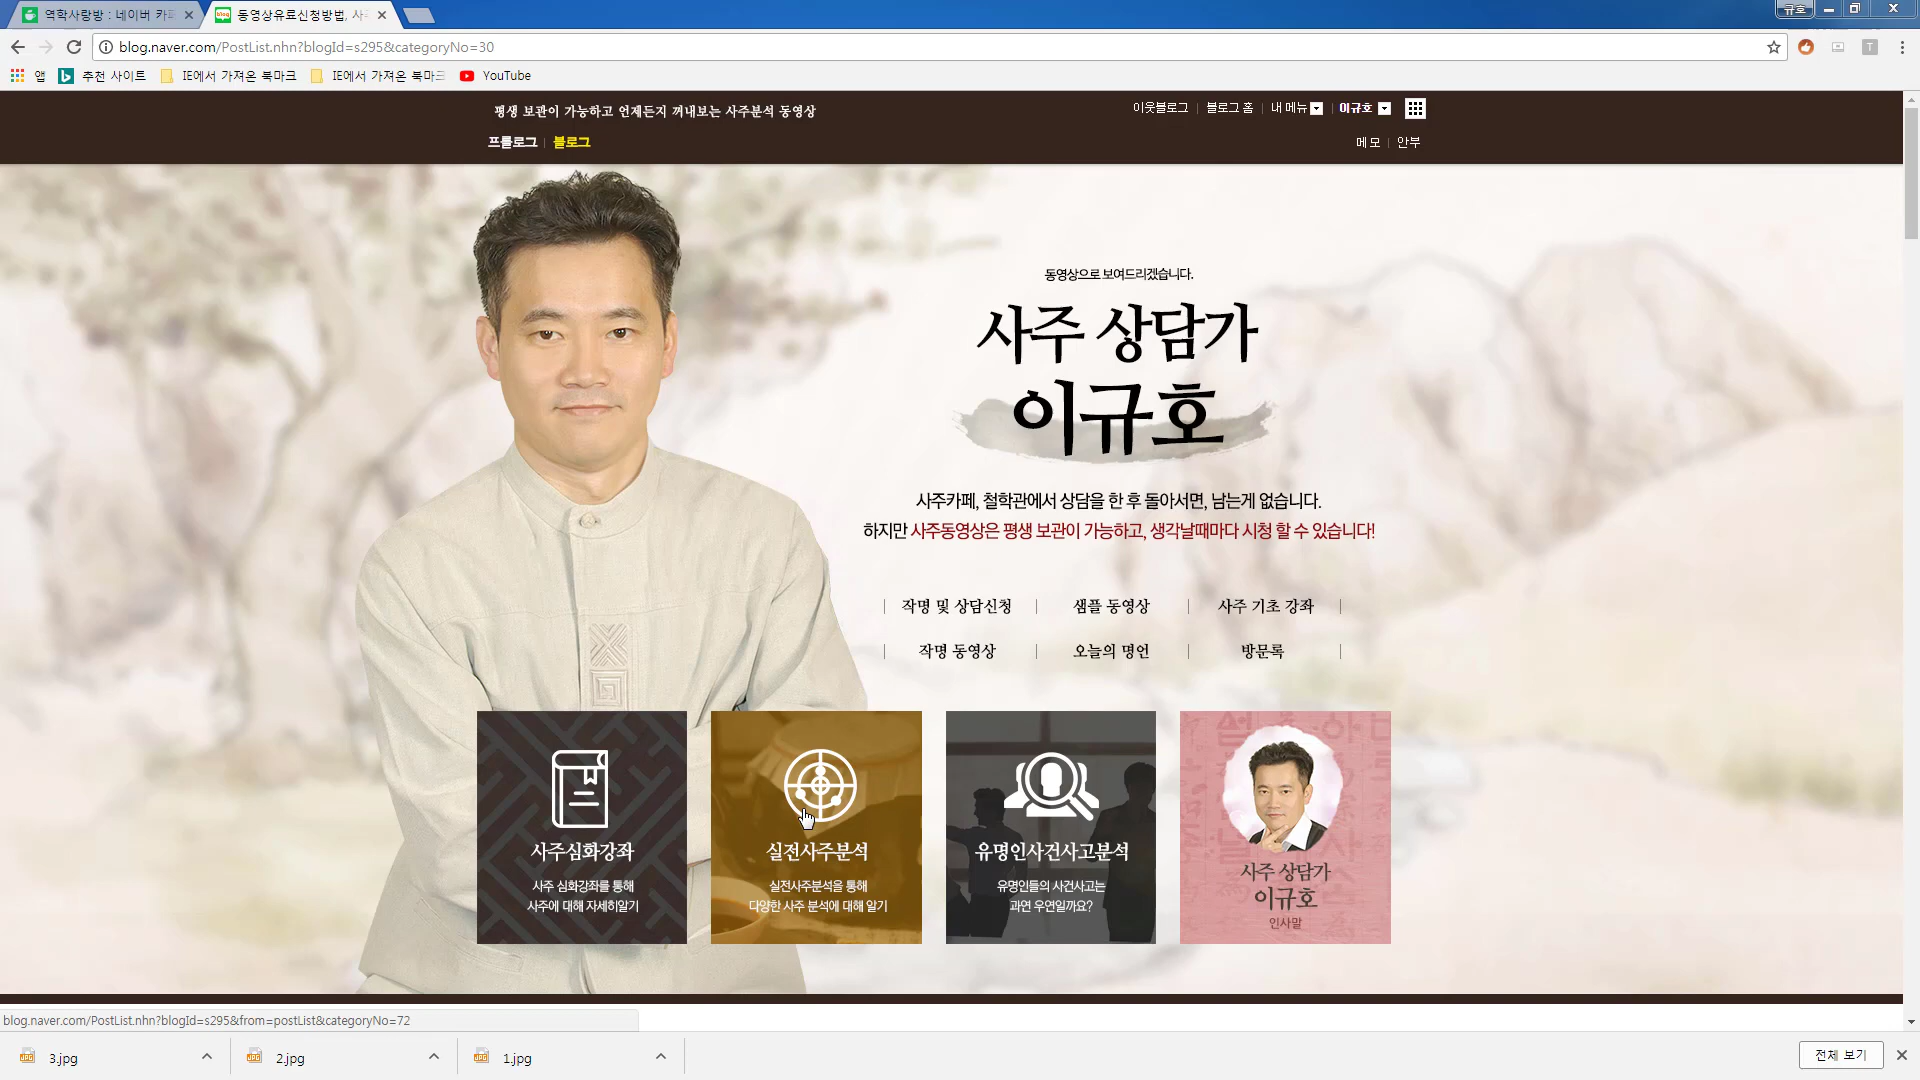 역학사랑방 : 네이버 카
동영상유료신청방법, 사
규호
blog.naver.com/PostList.nhn?blogId=s295&categoryNo=30
앱
추천 사이트
IE에서 가져온 북마크
IE에서 가져온 북마크
YouTube
평생 보관이 가능하고 언제든지 꺼내보는 사주분석 동영상
이웃블로그
블로그 홈
내 메뉴
이규호
프롤로그
블로그
메모
안부
동영상으로 보여드리겠습니다.
사주 상담가
이규호
사주카페, 철학관에서 상담을 한 후 돌아서면, 남는게 없습니다.
하지만 사주동영상은 평생 보관이 가능하고, 생각날때마다 시청 할 수 있습니다!
작명 및 상담신청
샘플 동영상
사주 기초 강좌
작명 동영상
오늘의 명언
방문록
사주심화강좌
사주 심화강좌를 통해
사주에 대해 자세히알기
실전사주분석
실전사주분석을 통해
다양한 사주 분석에 대해 알기
유명인사건사고분석
유명인들의 사건사고는
과연 우연일까요?
사주 상담가
이규호
인사말
blog.naver.com/PostList.nhn?blogId=s295&from=postList&categoryNo=72
3.jpg
2.jpg
1.jpg
전체 보기